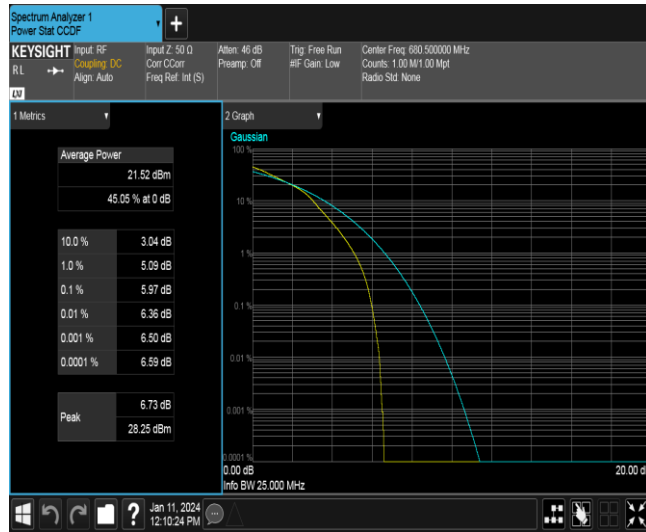 Spectrum Analyzer 1
Power Stat CCDF
+
KEYSIGHT
RL
LXI
Input: RF
Coupling: DC
Align: Auto
Input Z: 50 Ω
Corr CCorr
Freq Ref: Int (S)
Atten: 46 dB
Preamp: Off
Trig: Free Run
#IF Gain: Low
Center Freq: 680.500000 MHz
Counts: 1.00 M/1.00 Mpt
Radio Std: None
1 Metrics
Average Power
21.52 dBm
45.05 % at 0 dB
10.0 % 3.04 dB
1.0 % 5.09 dB
0.1 % 5.97 dB
0.01 % 6.36 dB
0.001 % 6.50 dB
0.0001 % 6.59 dB
Peak
6.73 dB
28.25 dBm
2 Graph
Gaussian
100 %
10 %
1 %
0.1 %
0.01 %
0.001 %
0.0001 %
0.00 dB
20.00 d
Info BW 25.000 MHz
?
Jan 11, 2024
12:10:24 PM